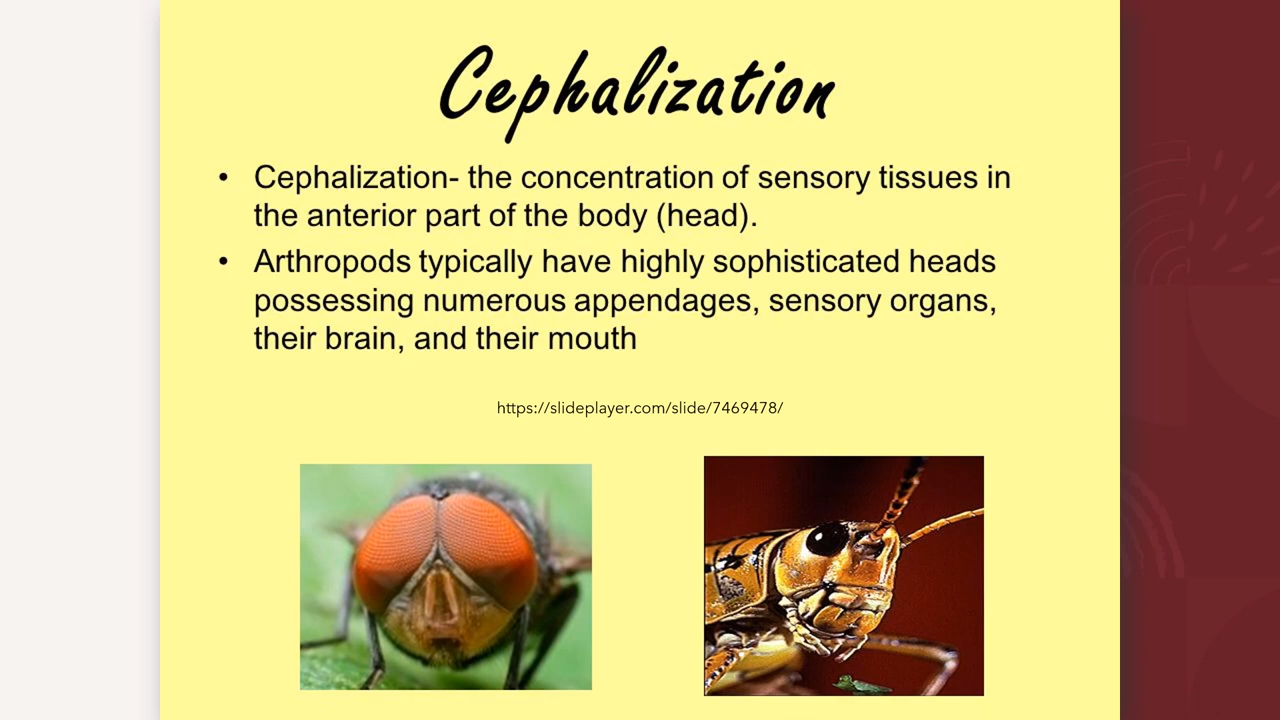 Cephalization
• Cephalization- the concentration of sensory tissues in
the anterior part of the body (head).
• Arthropods typically have highly sophisticated heads
possessing numerous appendages, sensory organs,
their brain, and their mouth
https://slideplayer.com/slide/7469478/